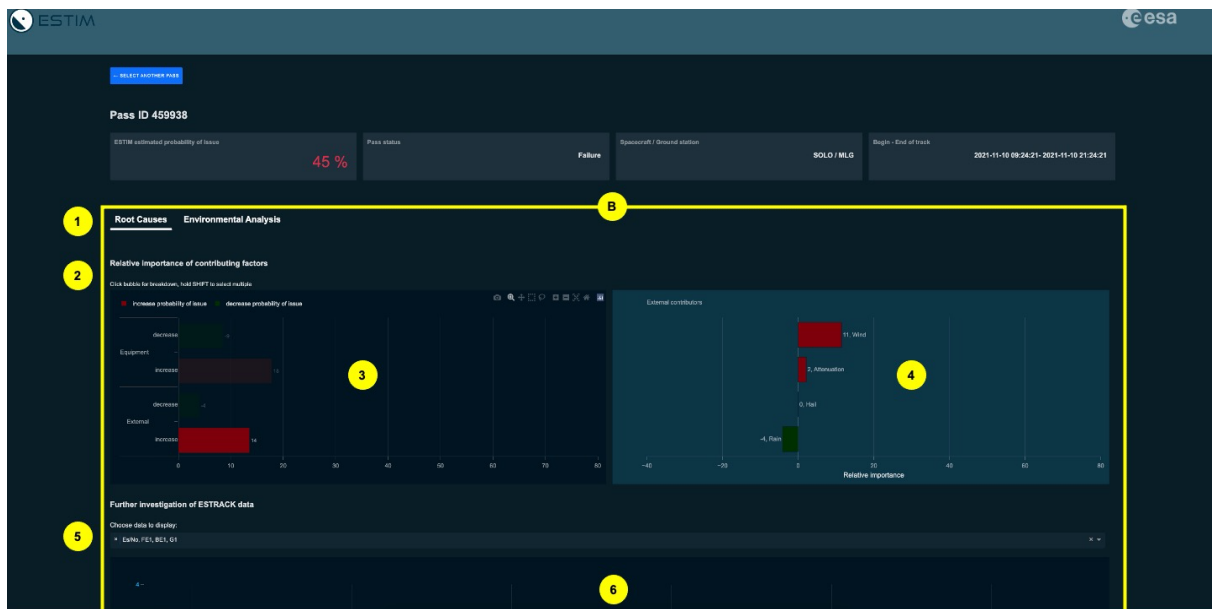 ESTIM
esa
← SELECT ANOTHER PASS
Pass ID 459938
ESTIM estimated probability of issue
45 %
Pass status
Failure
Spacecraft / Ground station
SOLO / MLG
Begin - End of track
2021-11-10 09:24:21- 2021-11-10 21:24:21
B
1
Root Causes Environmental Analysis
2
Relative importance of contributing factors
Click bubble for breakdown, hold SHIFT to select multiple
increase probability of issue decrease probability of issue
decrease
Equipment
increase
decrease
-4
External
increase
14
0 10 20 30 40 50 60 70 80
3
External contributors
11, Wind
2, Attenuation
0, Hail
-4, Rain
4
-40 -20 0 20 40 60 80
Relative importance
Further investigation of ESTRACK data
5
Choose data to display:
× Es/No, FE1, BE1, G1
4
6